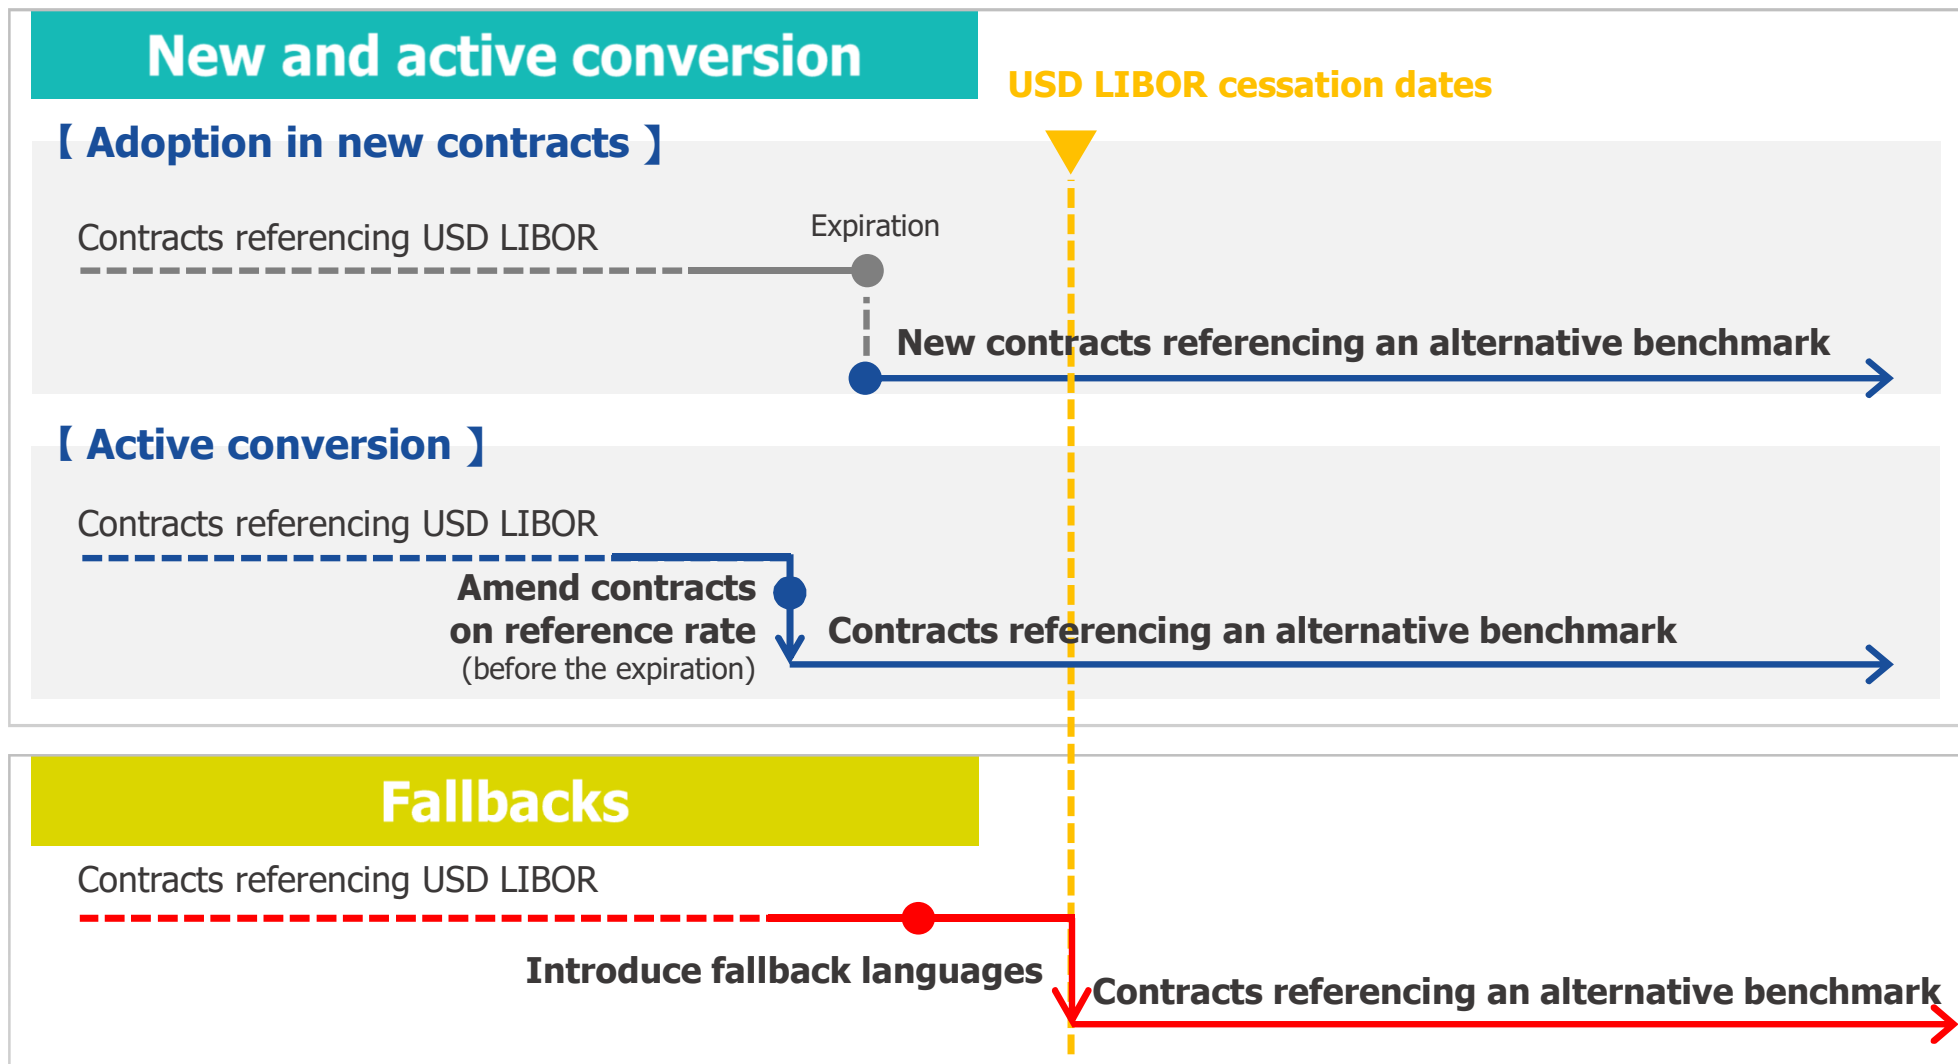 New and active conversion
USD LIBOR cessation dates
【 Adoption in new contracts 】
Contracts referencing USD LIBOR
Expiration
New contracts referencing an alternative benchmark
【 Active conversion 】
Contracts referencing USD LIBOR
Amend contracts
on reference rate
(before the expiration)
Contracts referencing an alternative benchmark
Fallbacks
Contracts referencing USD LIBOR
Introduce fallback languages
Contracts referencing an alternative benchmark